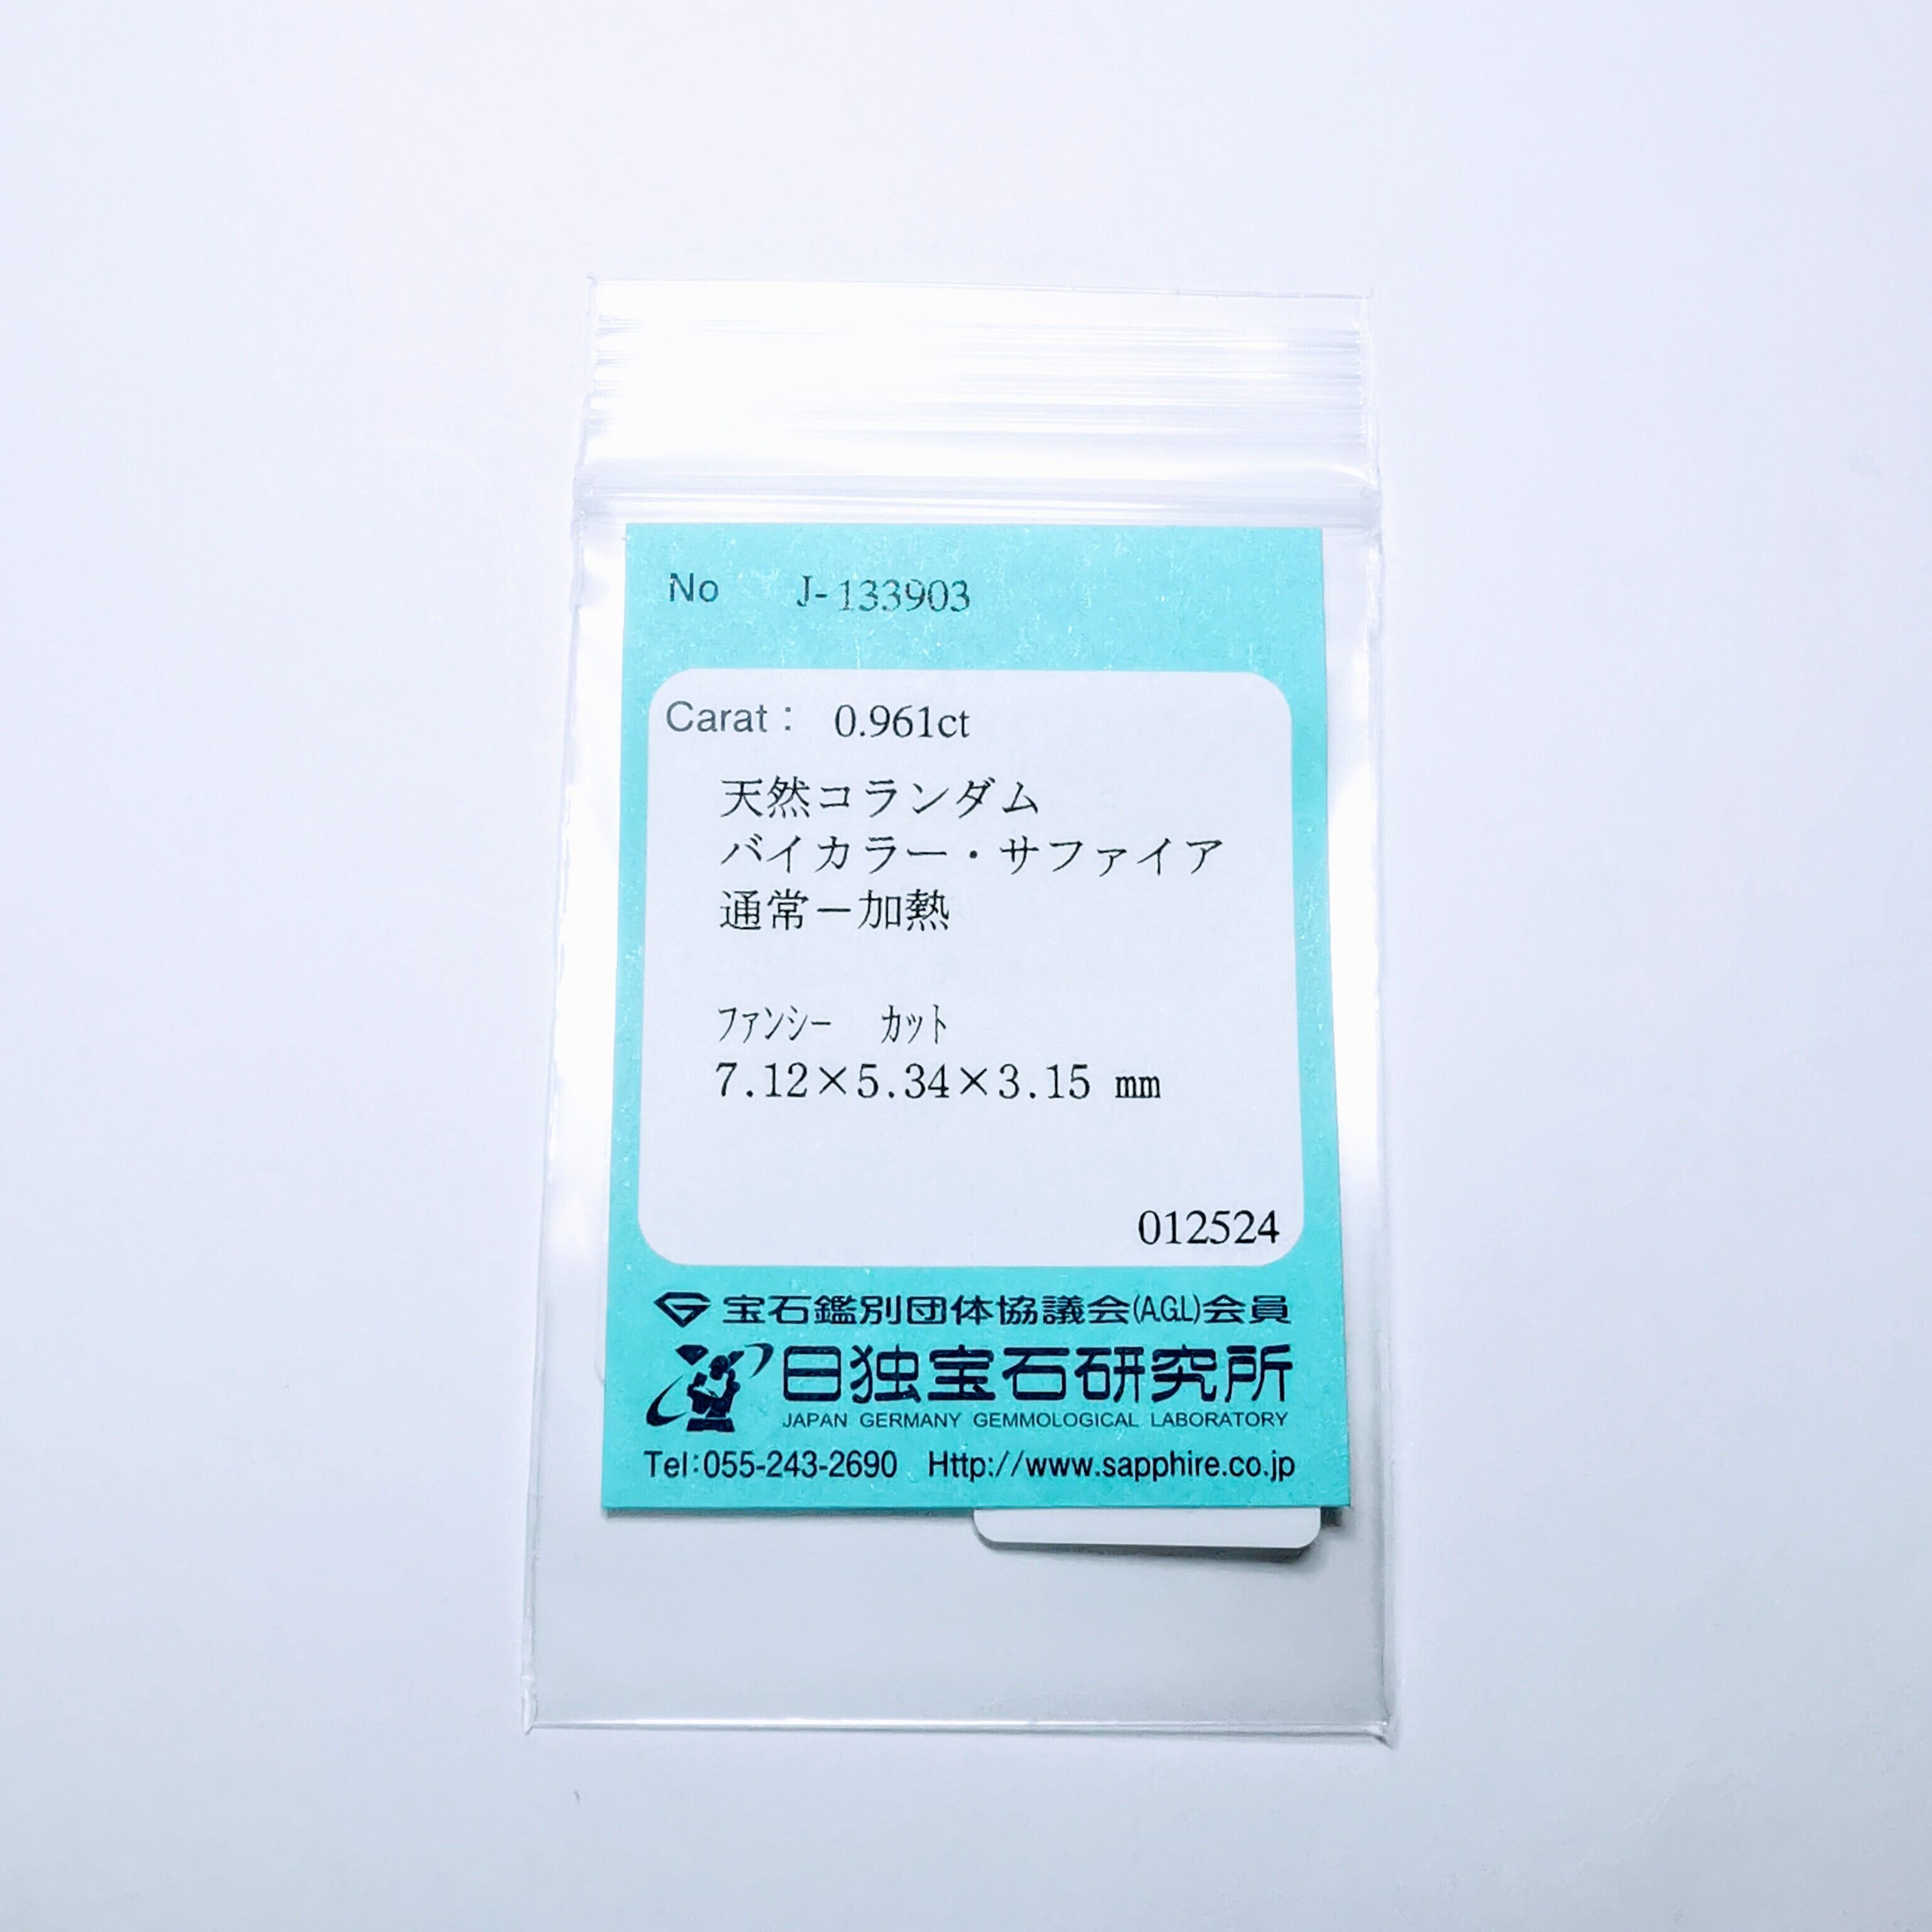 No J-133903
Carat： 0.961ct
天然コランダム
バイカラー・サファイア
通常－加熱
ファンシー カット
7.12×5.34×3.15 mm
012524
宝石鑑別団体協議会(A.G.L.)会員
日独宝石研究所
JAPAN GERMANY GEMMOLOGICAL LABORATORY
Tel:055-243-2690 Http://www.sapphire.co.jp